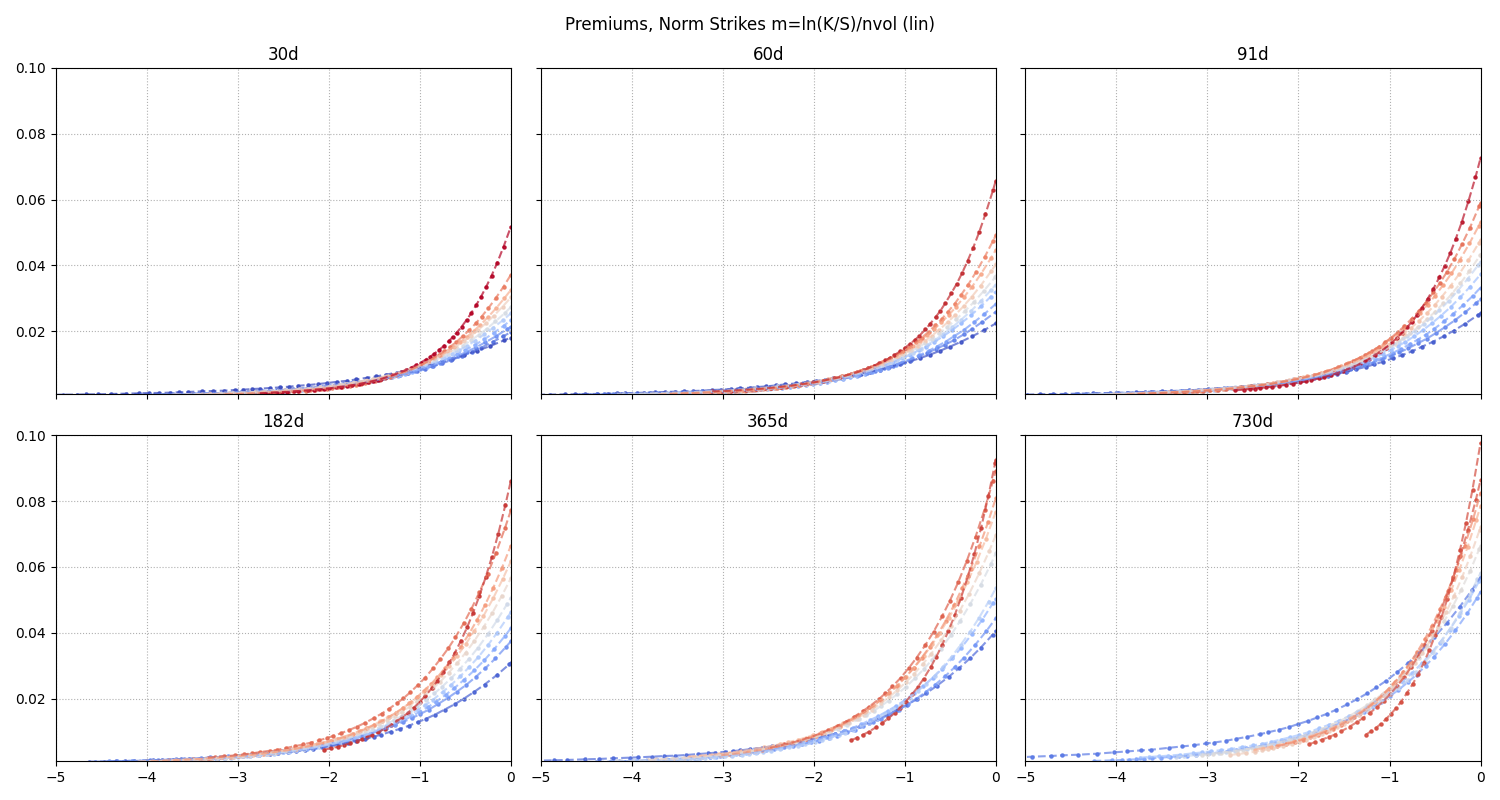 Premiums, Norm Strikes m=ln(K/S)/nvol (lin)
30d
60d
91d
0.10
0.08
0.06
0.04
0.02
182d
365d
730d
0.10
0.08
0.06
0.04
0.02
−5 −4 −3 −2 −1 0
−5 −4 −3 −2 −1 0
−5 −4 −3 −2 −1 0